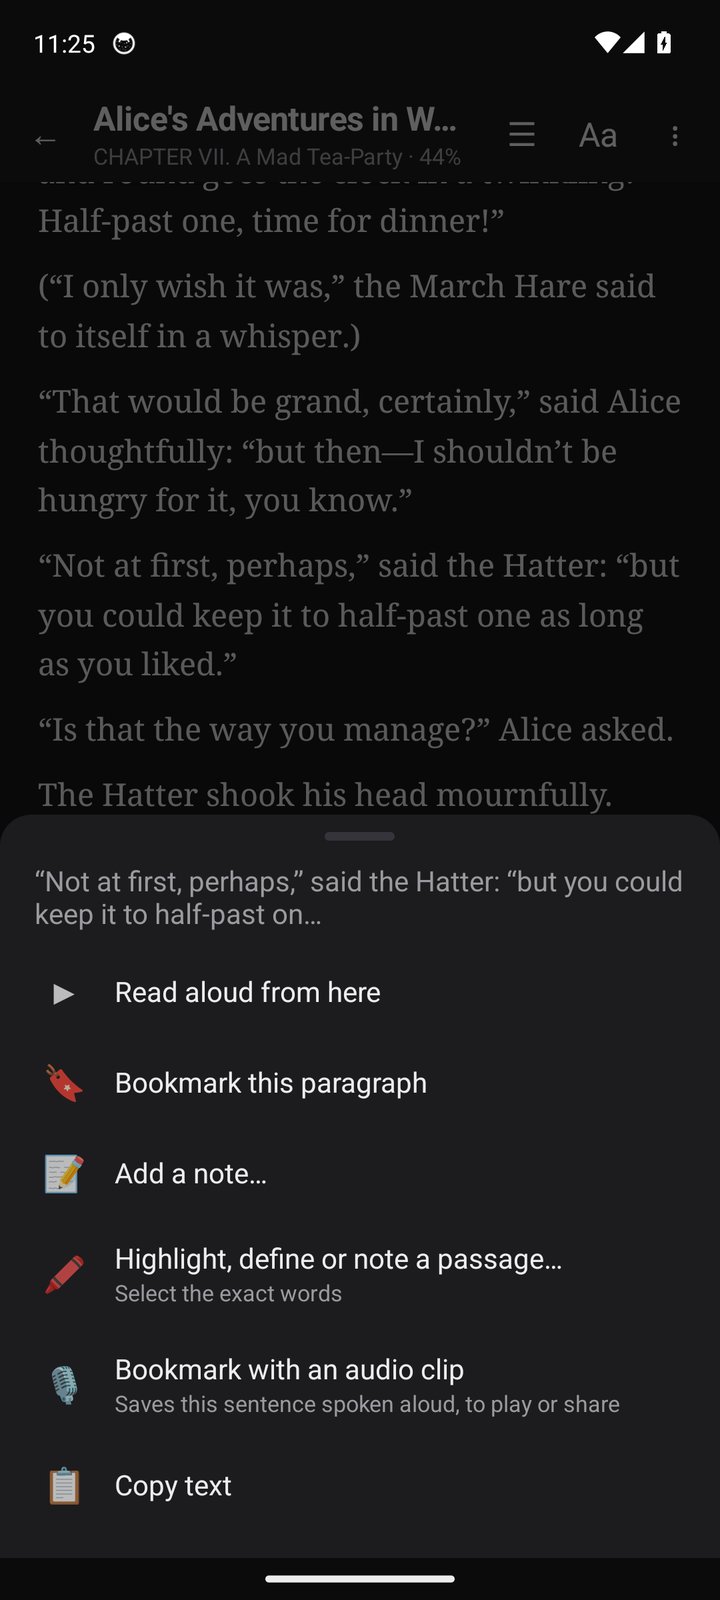 11:25
Alice's Adventures in W...
CHAPTER VII. A Mad Tea-Party · 44%
Half-past one, time for dinner!”
(“I only wish it was,” the March Hare said
to itself in a whisper.)
“That would be grand, certainly,” said Alice
thoughtfully: “but then—I shouldn’t be
hungry for it, you know.”
“Not at first, perhaps,” said the Hatter: “but
you could keep it to half-past one as long
as you liked.”
“Is that the way you manage?” Alice asked.
The Hatter shook his head mournfully.
“Not at first, perhaps,” said the Hatter: “but you could
keep it to half-past on...
Read aloud from here
Bookmark this paragraph
Add a note...
Highlight, define or note a passage...
Select the exact words
Bookmark with an audio clip
Saves this sentence spoken aloud, to play or share
Copy text
Aa